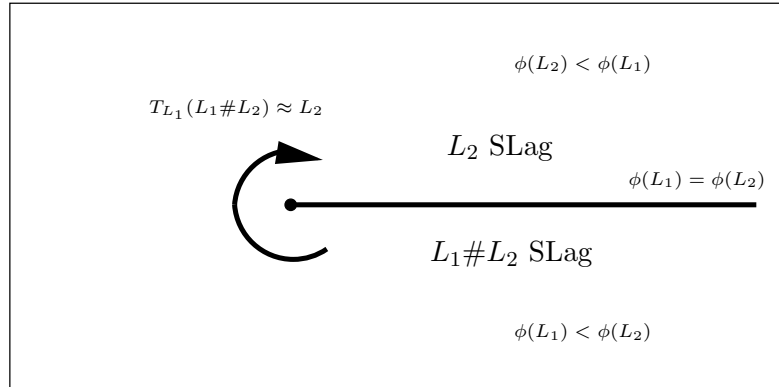 ϕ(L₂) < ϕ(L₁)
T_{L₁}(L₁#L₂) ≈ L₂
L₂ SLag
ϕ(L₁) = ϕ(L₂)
L₁#L₂ SLag
ϕ(L₁) < ϕ(L₂)